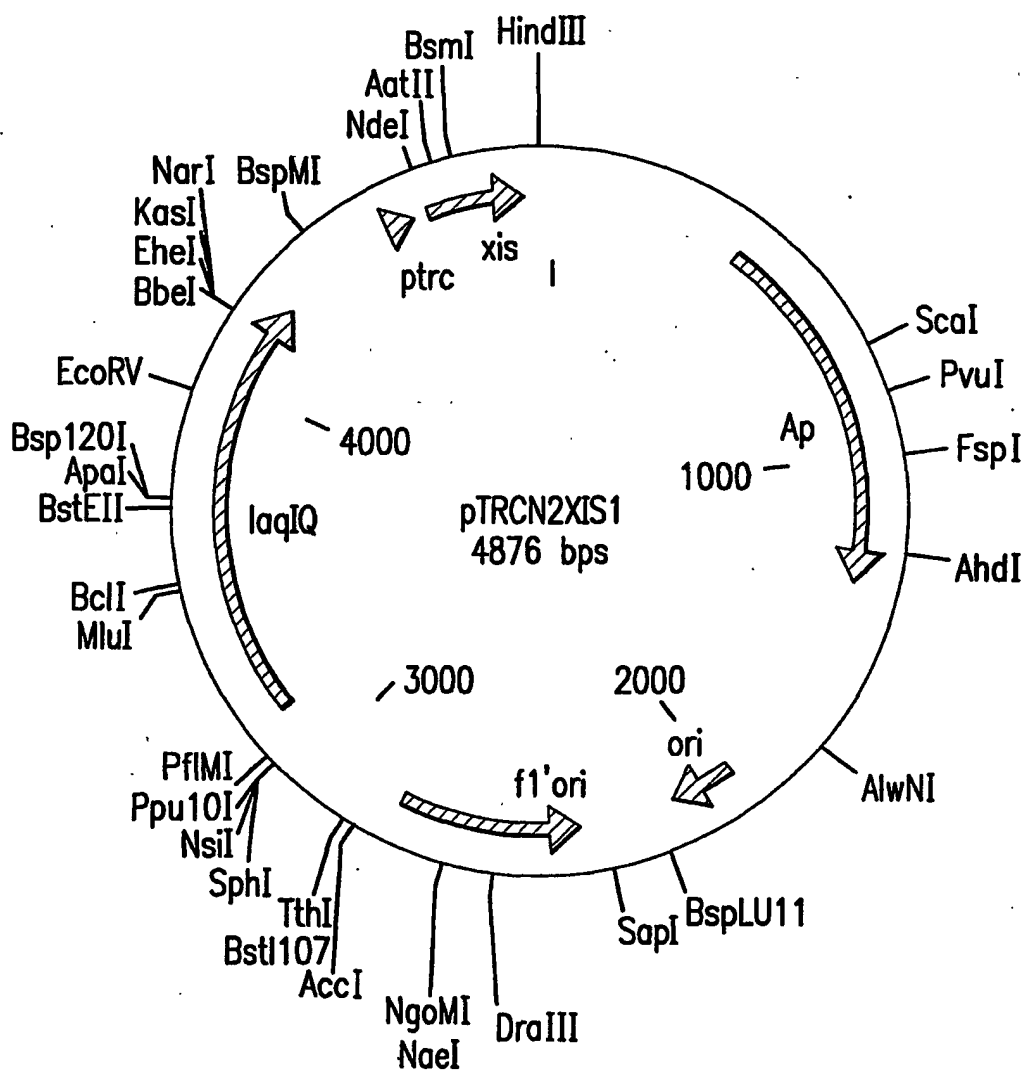 HindIII
BsmI
AatII
NdeI
NarI BspMI
KasI
EheI
BbeI
ptrc
xis
I
ScaI
PvuI
FspI
AhdI
EcoRV
4000
Ap
1000
Bsp120I
ApaI
BstEII
laqIQ
pTRCN2XIS1
4876 bps
BclI
MluI
3000
2000
ori
PflMI
Ppu10I
NsiI
SphI
f1'ori
AlwNI
TthI
BstI107
AccI
SapI
BspLU11
NgoMI
NaeI
DraIII